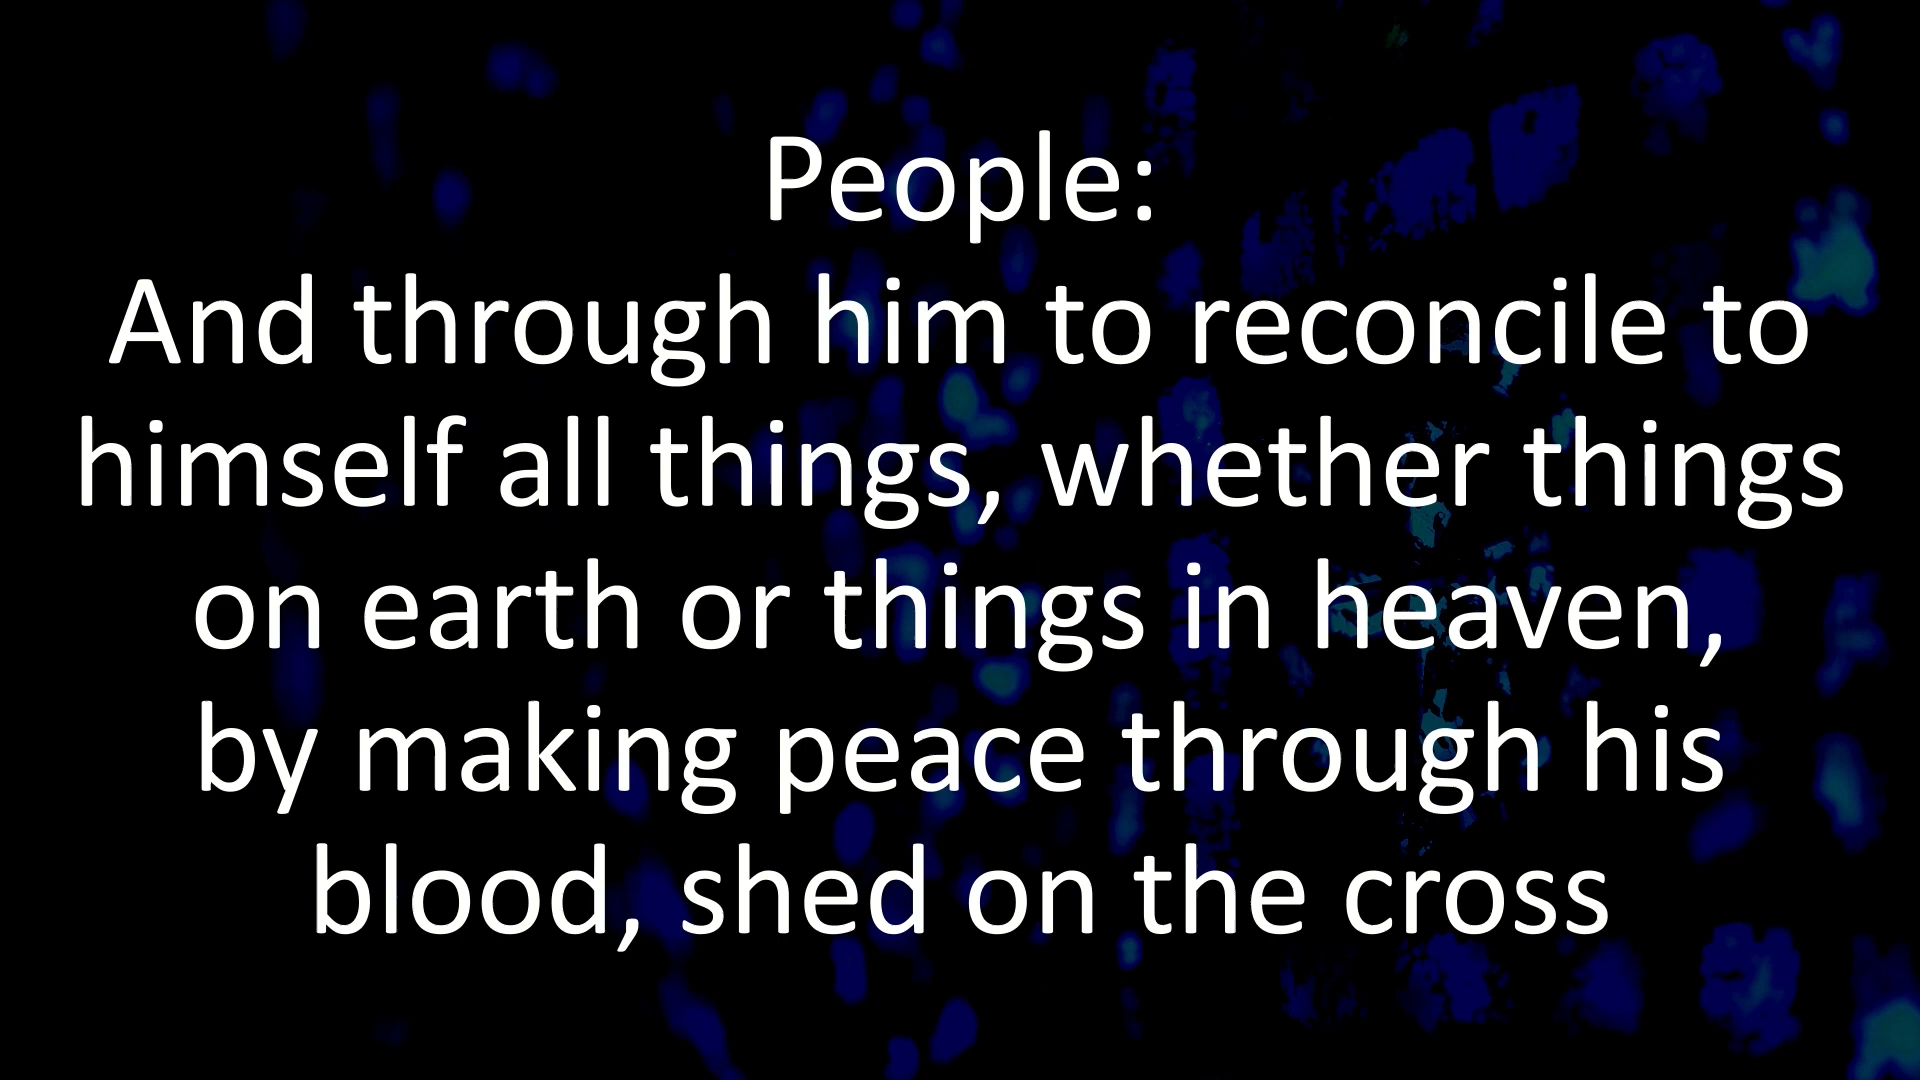 People:
And through him to reconcile to
himself all things, whether things
on earth or things in heaven,
by making peace through his
blood, shed on the cross